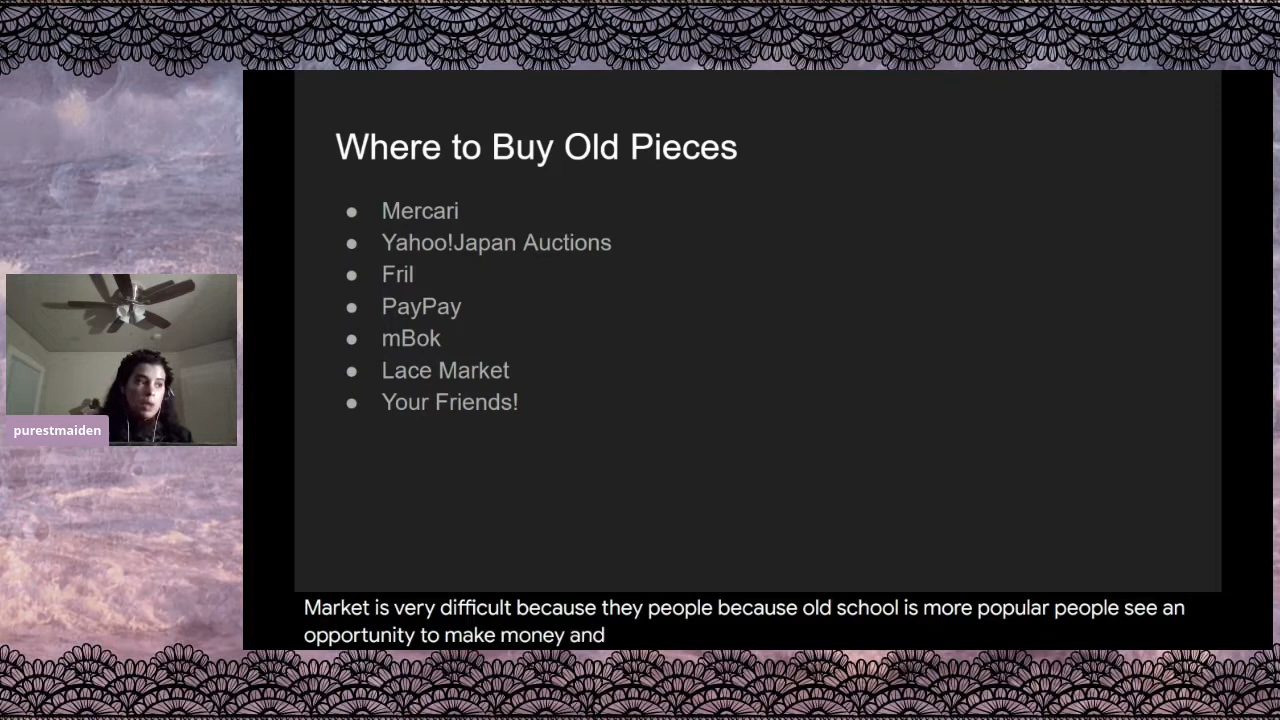 Where to Buy Old Pieces
● Mercari
● Yahoo!Japan Auctions
● Fril
● PayPay
● mBok
● Lace Market
● Your Friends!
purestmaiden
Market is very difficult because they people because old school is more popular people see an
opportunity to make money and